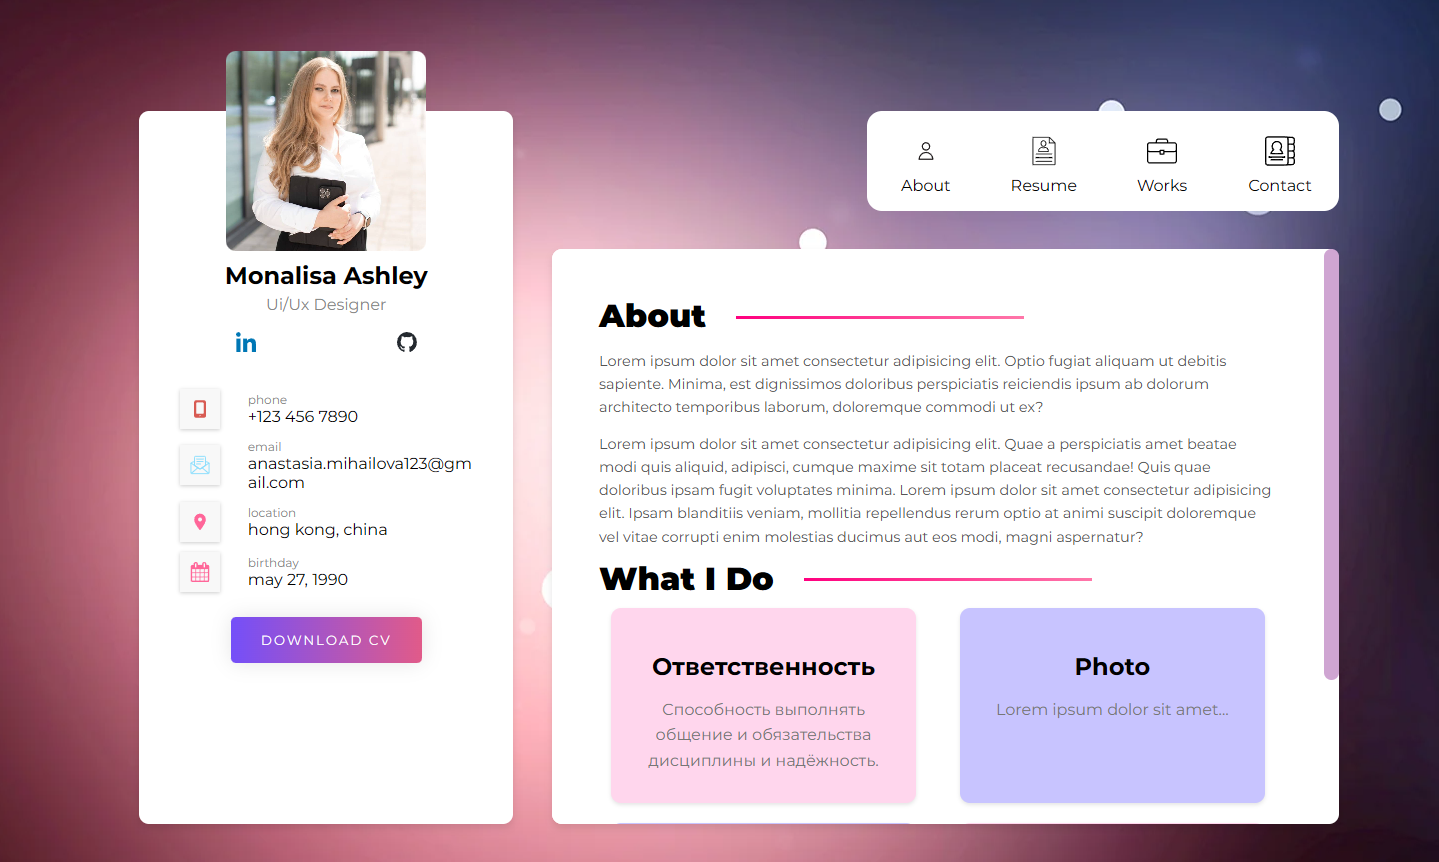 Monalisa Ashley
Ui/Ux Designer
phone
+123 456 7890
email
anastasia.mihailova123@gm
ail.com
location
hong kong, china
birthday
may 27, 1990
DOWNLOAD CV
About
Resume
Works
Contact
About
Lorem ipsum dolor sit amet consectetur adipisicing elit. Optio fugiat aliquam ut debitis
sapiente. Minima, est dignissimos doloribus perspiciatis reiciendis ipsum ab dolorum
architecto temporibus laborum, doloremque commodi ut ex?
Lorem ipsum dolor sit amet consectetur adipisicing elit. Quae a perspiciatis amet beatae
modi quis aliquid, adipisci, cumque maxime sit totam placeat recusandae! Quis quae
doloribus ipsam fugit voluptates minima. Lorem ipsum dolor sit amet consectetur adipisicing
elit. Ipsam blanditiis veniam, mollitia repellendus rerum optio at animi suscipit doloremque
vel vitae corrupti enim molestias ducimus aut eos modi, magni aspernatur?
What I Do
Ответственность
Способность выполнять
общение и обязательства
дисциплины и надёжность.
Photo
Lorem ipsum dolor sit amet...